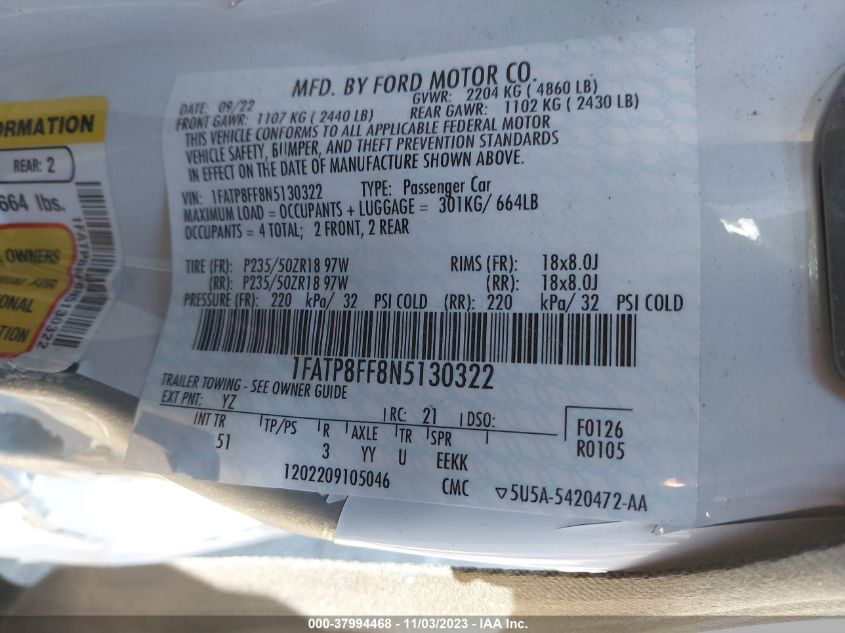 MFD. BY FORD MOTOR CO.
DATE: 09/22
GVWR: 2204 KG ( 4860 LB)
FRONT GAWR: 1107 KG ( 2440 LB)
REAR GAWR: 1102 KG ( 2430 LB)
THIS VEHICLE CONFORMS TO ALL APPLICABLE FEDERAL MOTOR
VEHICLE SAFETY, BUMPER, AND THEFT PREVENTION STANDARDS
IN EFFECT ON THE DATE OF MANUFACTURE SHOWN ABOVE.
VIN: 1FATP8FF8N5130322 TYPE: Passenger Car
MAXIMUM LOAD = OCCUPANTS + LUGGAGE = 301KG/ 664LB
OCCUPANTS = 4 TOTAL; 2 FRONT, 2 REAR
TIRE (FR): P235/50ZR18 97W RIMS (FR): 18x8.0J
(RR): P235/50ZR18 97W (RR): 18x8.0J
PRESSURE (FR): 220 kPa/ 32 PSI COLD (RR): 220 kPa/ 32 PSI COLD
1FATP8FF8N5130322
TRAILER TOWING - SEE OWNER GUIDE
EXT PNT: YZ RC: 21 DSO:
INT TR TP/PS R AXLE TR SPR
51 3 YY U EEKK
F0126
R0105
1202209105046 CMC 5U5A-5420472-AA
ORMATION
REAR: 2
664 lbs.
OWNERS
FOR
ONAL
TION
1FATP8FF8N5130322
000-37994468 - 11/03/2023 - IAA Inc.